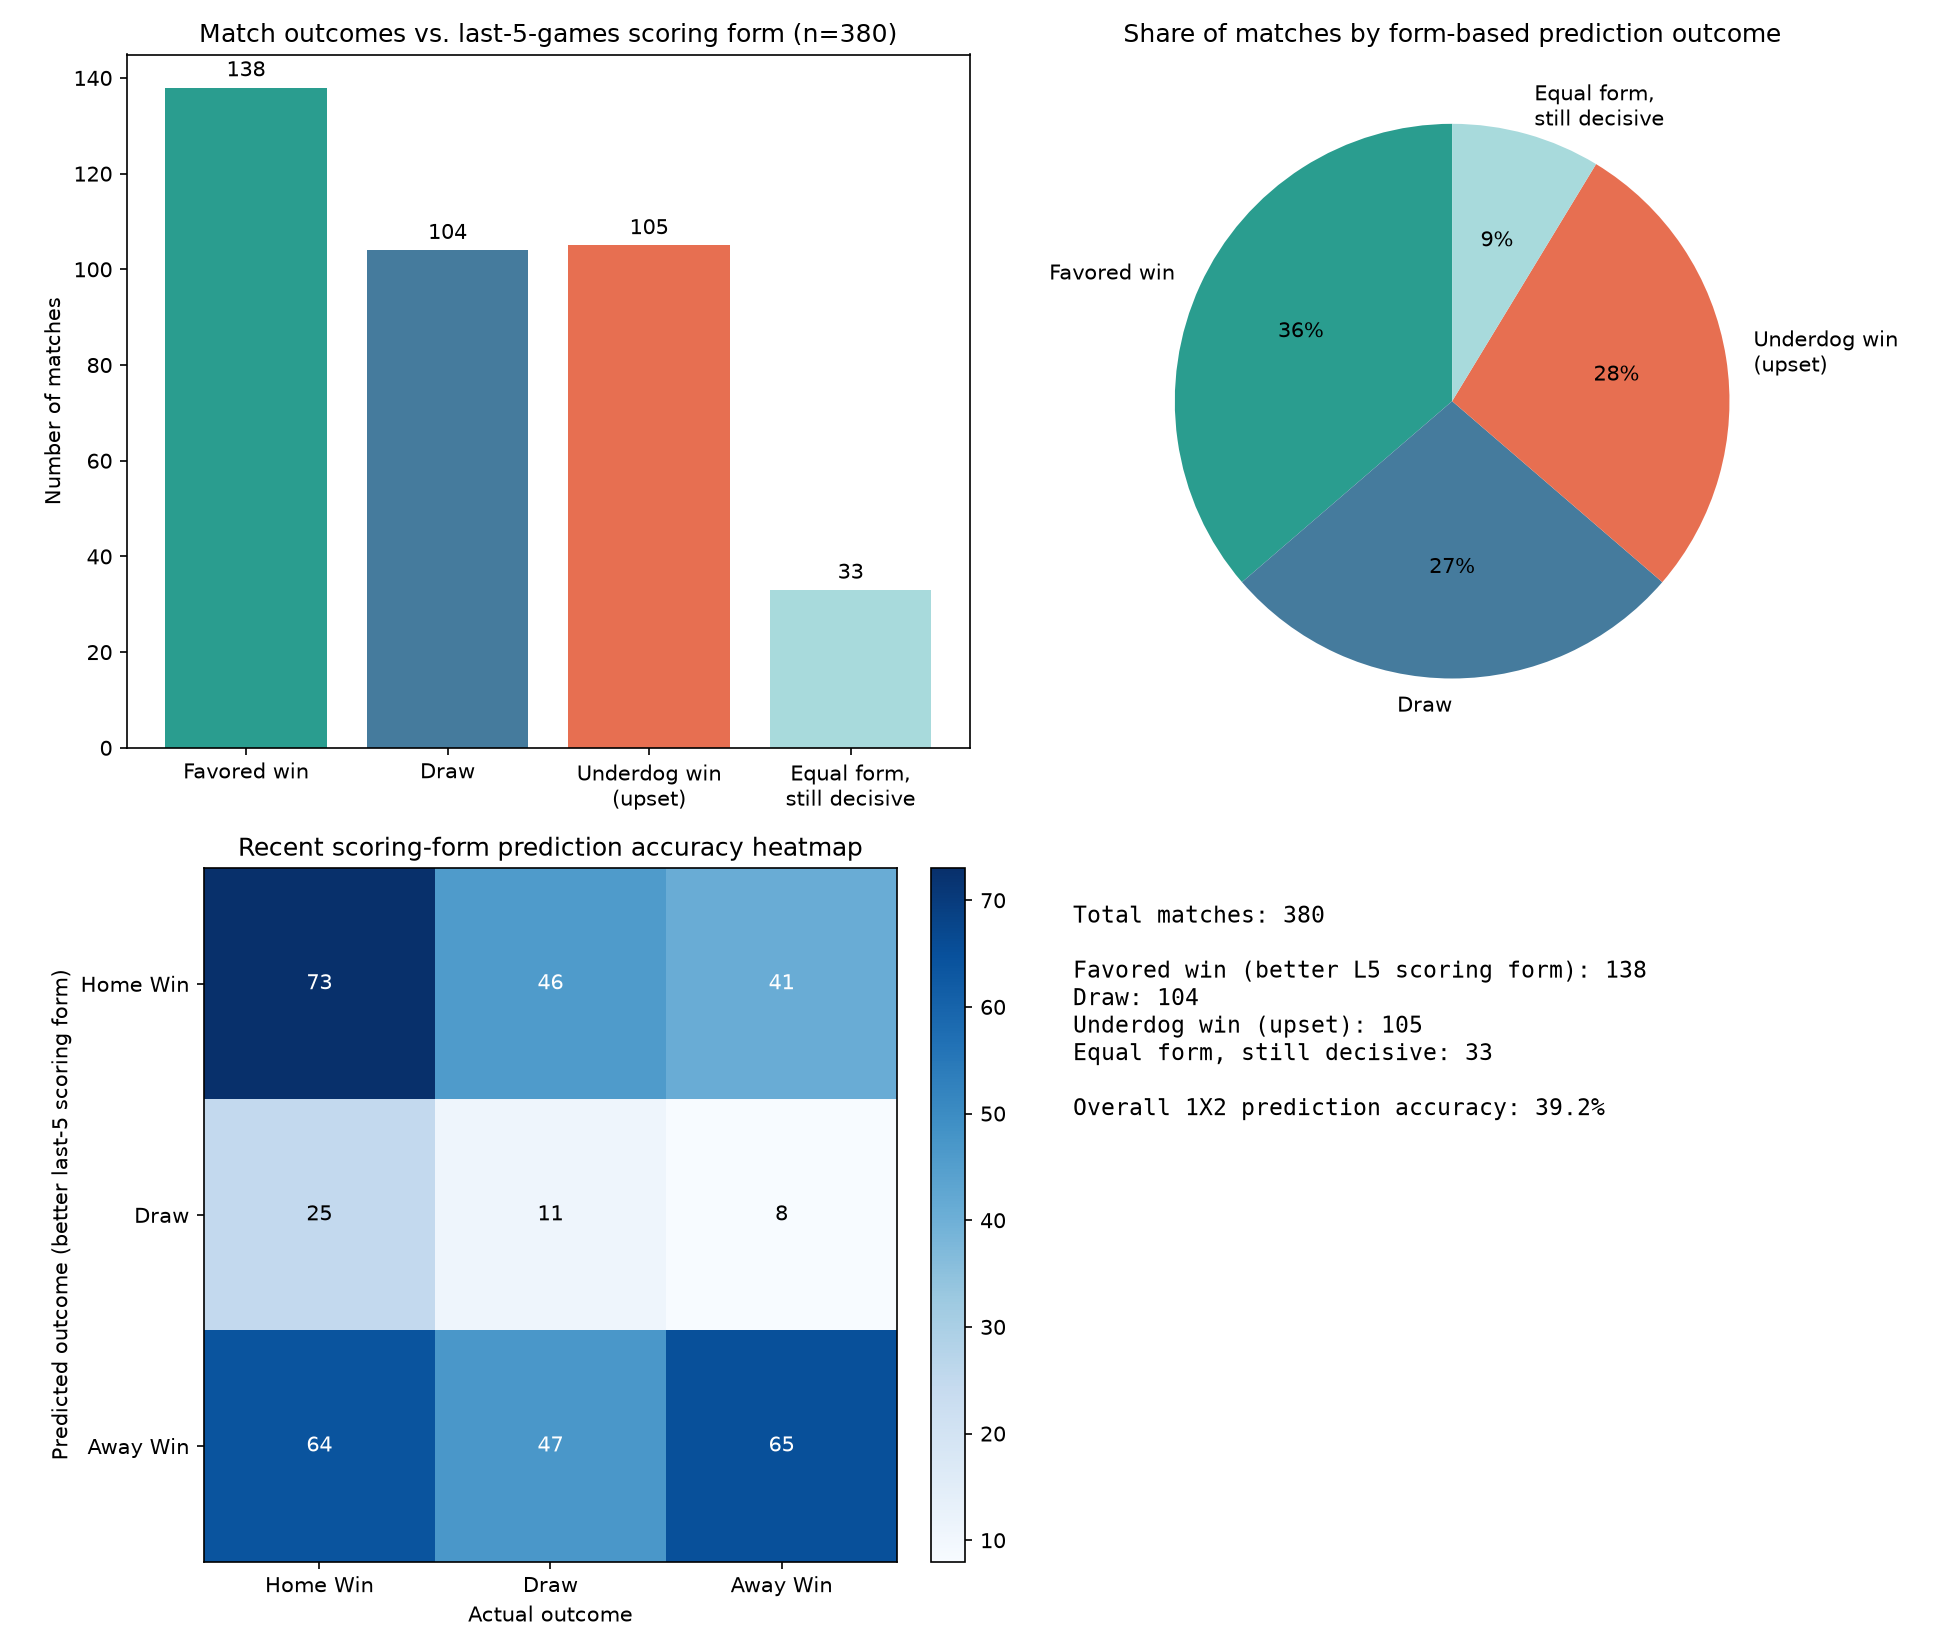 Match outcomes vs. last-5-games scoring form (n=380)
Number of matches
140
120
100
80
60
40
20
0
138
104
105
33
Favored win
Draw
Underdog win
(upset)
Equal form,
still decisive
Share of matches by form-based prediction outcome
Equal form,
still decisive
Favored win
Underdog win
(upset)
Draw
9%
36%
28%
27%
Recent scoring-form prediction accuracy heatmap
Predicted outcome (better last-5 scoring form)
Home Win
73 46 41
Draw
25 11 8
Away Win
64 47 65
Home Win
Draw
Away Win
Actual outcome
70
60
50
40
30
20
10
Total matches: 380
Favored win (better L5 scoring form): 138
Draw: 104
Underdog win (upset): 105
Equal form, still decisive: 33
Overall 1X2 prediction accuracy: 39.2%